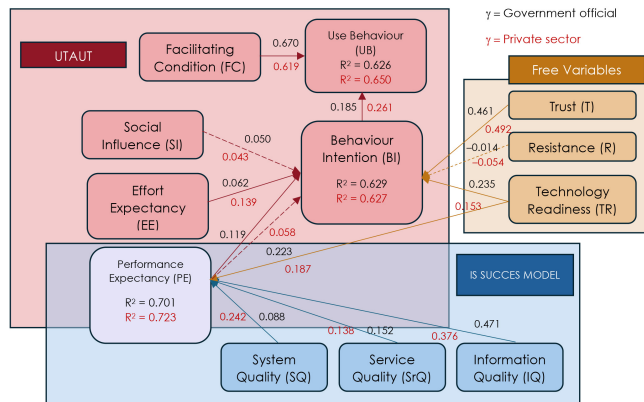 γ = Government official
γ = Private sector
UTAUT
Facilitating
Condition (FC)
0.670
0.619
Use Behaviour
(UB)
R² = 0.626
R² = 0.650
Free Variables
0.185
0.261
0.461
0.492
Trust (T)
Social
Influence (SI)
0.050
0.043
Behaviour
Intention (BI)
R² = 0.629
R² = 0.627
−0.014
−0.054
Resistance (R)
Effort
Expectancy
(EE)
0.062
0.139
0.235
0.153
Technology
Readiness (TR)
0.119
0.058
0.223
0.187
Performance
Expectancy (PE)
R² = 0.701
R² = 0.723
IS SUCCES MODEL
0.242
0.088
0.138
0.152
0.376
0.471
System
Quality (SQ)
Service
Quality (SrQ)
Information
Quality (IQ)